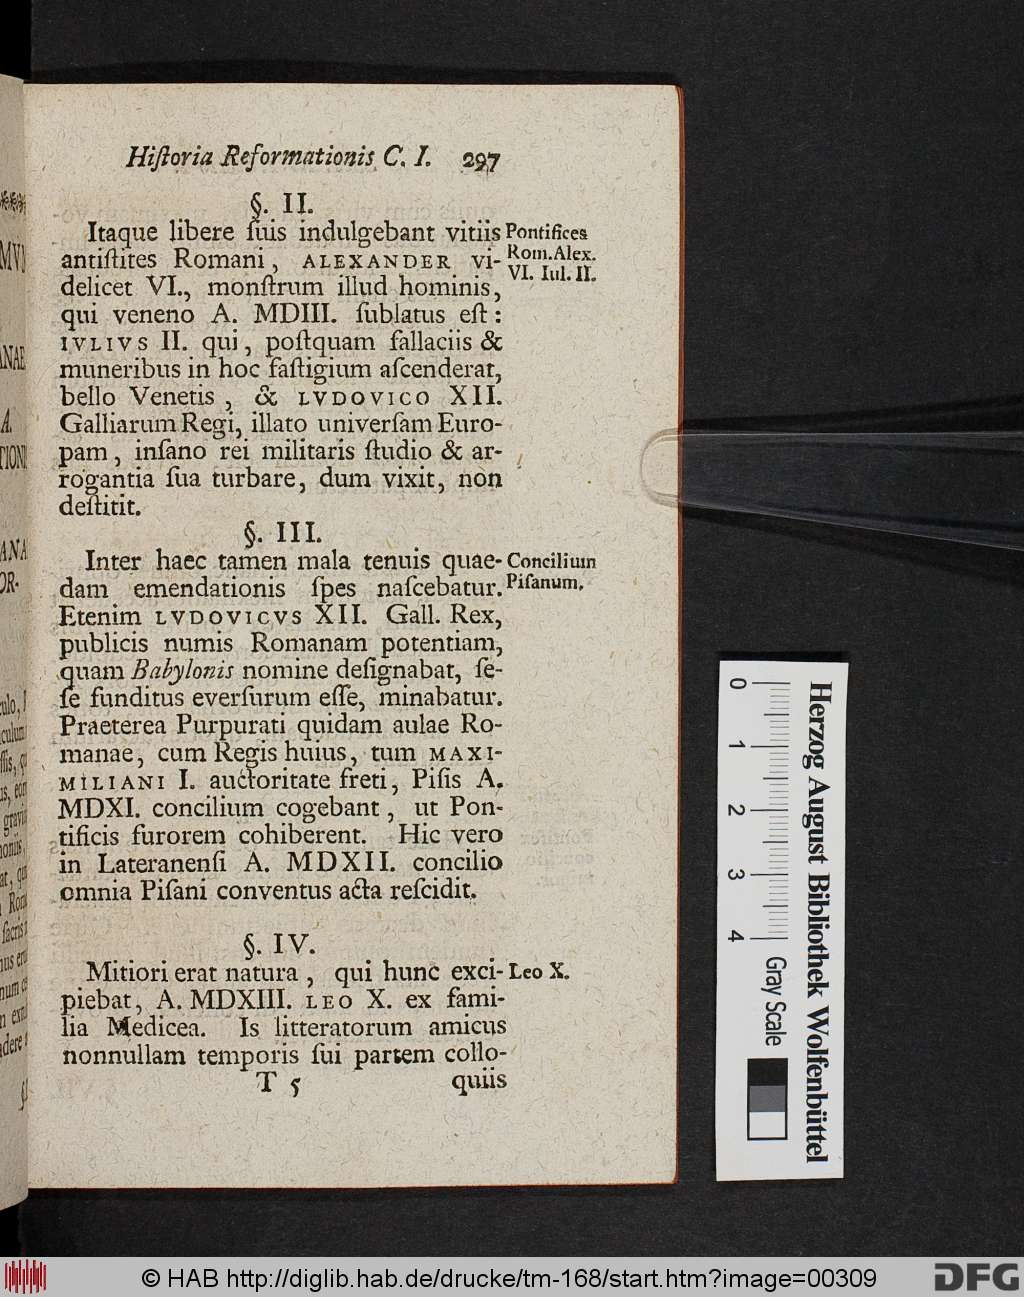 Hiſtoria Reformationis C. I. 297
§. II.
Itaque libere ſuis indulgebant vitiis
antiſtites Romani, ALEXANDER vi-
delicet VI., monſtrum illud hominis,
qui veneno A. MDIII. ſublatus eſt:
IVLIVS II. qui, poſtquam fallaciis &
muneribus in hoc faſtigium aſcenderat,
bello Venetis, & LVDOVICO XII.
Galliarum Regi, illato univerſam Euro-
pam, inſano rei militaris ſtudio & ar-
rogantia ſua turbare, dum vixit, non
deſtitit.
Pontifices
Rom. Alex.
VI. Iul. II.
§. III.
Inter haec tamen mala tenuis quae-
dam emendationis ſpes naſcebatur.
Etenim LVDOVICVS XII. Gall. Rex,
publicis numis Romanam potentiam,
quam Babylonis nomine deſignabat, ſe-
ſe funditus everſurum eſſe, minabatur.
Praeterea Purpurati quidam aulae Ro-
manae, cum Regis huius, tum MAXI-
MILIANI I. auctoritate freti, Piſis A.
MDXI. concilium cogebant, ut Pon-
tificis furorem cohiberent. Hic vero
in Lateranenſi A. MDXII. concilio
omnia Piſani conventus acta reſcidit.
Concilium
Piſanum.
§. IV.
Mitiori erat natura, qui hunc exci-
piebat, A. MDXIII. LEO X. ex fami-
lia Medicea. Is litteratorum amicus
nonnullam temporis ſui partem collo-
Leo X.
T 5 quiis
0 1 2 3 4
Gray Scale
Herzog August Bibliothek Wolfenbüttel
© HAB http://diglib.hab.de/drucke/tm-168/start.htm?image=00309
DFG